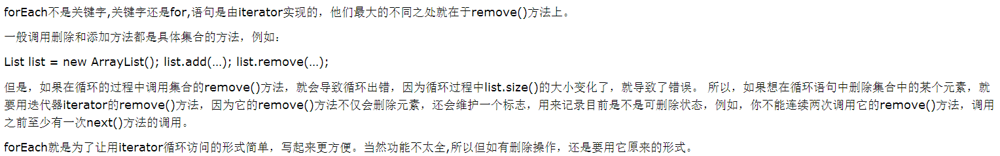 forEach不是关键字,关键字还是for,语句是由iterator实现的，他们最大的不同之处就在于remove()方法上。
一般调用删除和添加方法都是具体集合的方法，例如：
List list = new ArrayList(); list.add(...); list.remove(...);
但是，如果在循环的过程中调用集合的remove()方法，就会导致循环出错，因为循环过程中list.size()的大小变化了，就导致了错误。 所以，如果想在循环语句中删除集合中的某个元素，就
要用迭代器iterator的remove()方法，因为它的remove()方法不仅会删除元素，还会维护一个标志，用来记录目前是不是可删除状态，例如，你不能连续两次调用它的remove()方法，调用
之前至少有一次next()方法的调用。
forEach就是为了让用iterator循环访问的形式简单，写起来更方便。当然功能不太全,所以但如有删除操作，还是要用它原来的形式。